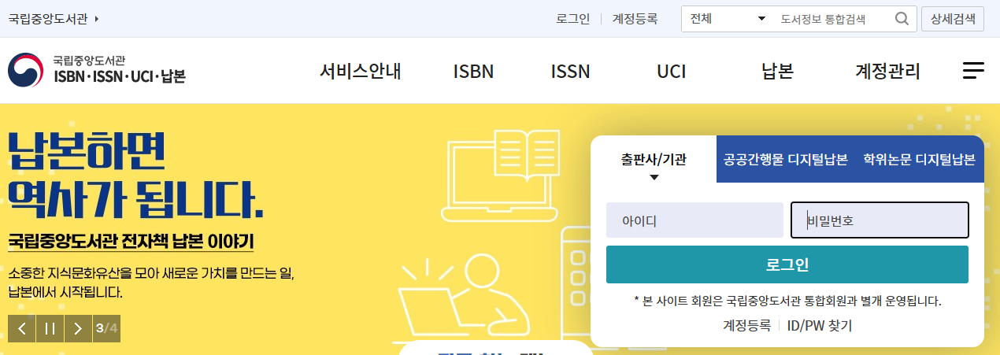 국립중앙도서관
로그인 계정등록 전체 도서정보 통합검색 상세검색
국립중앙도서관
ISBN·ISSN·UCI·납본
서비스안내 ISBN ISSN UCI 납본 계정관리
납본하면
역사가 됩니다.
국립중앙도서관 전자책 납본 이야기
소중한 지식문화유산을 모아 새로운 가치를 만드는 일,
납본에서 시작됩니다.
3/4
출판사/기관 공공간행물 디지털납본 학위논문 디지털납본
아이디 비밀번호
로그인
* 본 사이트 회원은 국립중앙도서관 통합회원과 별개 운영됩니다.
계정등록 ID/PW 찾기